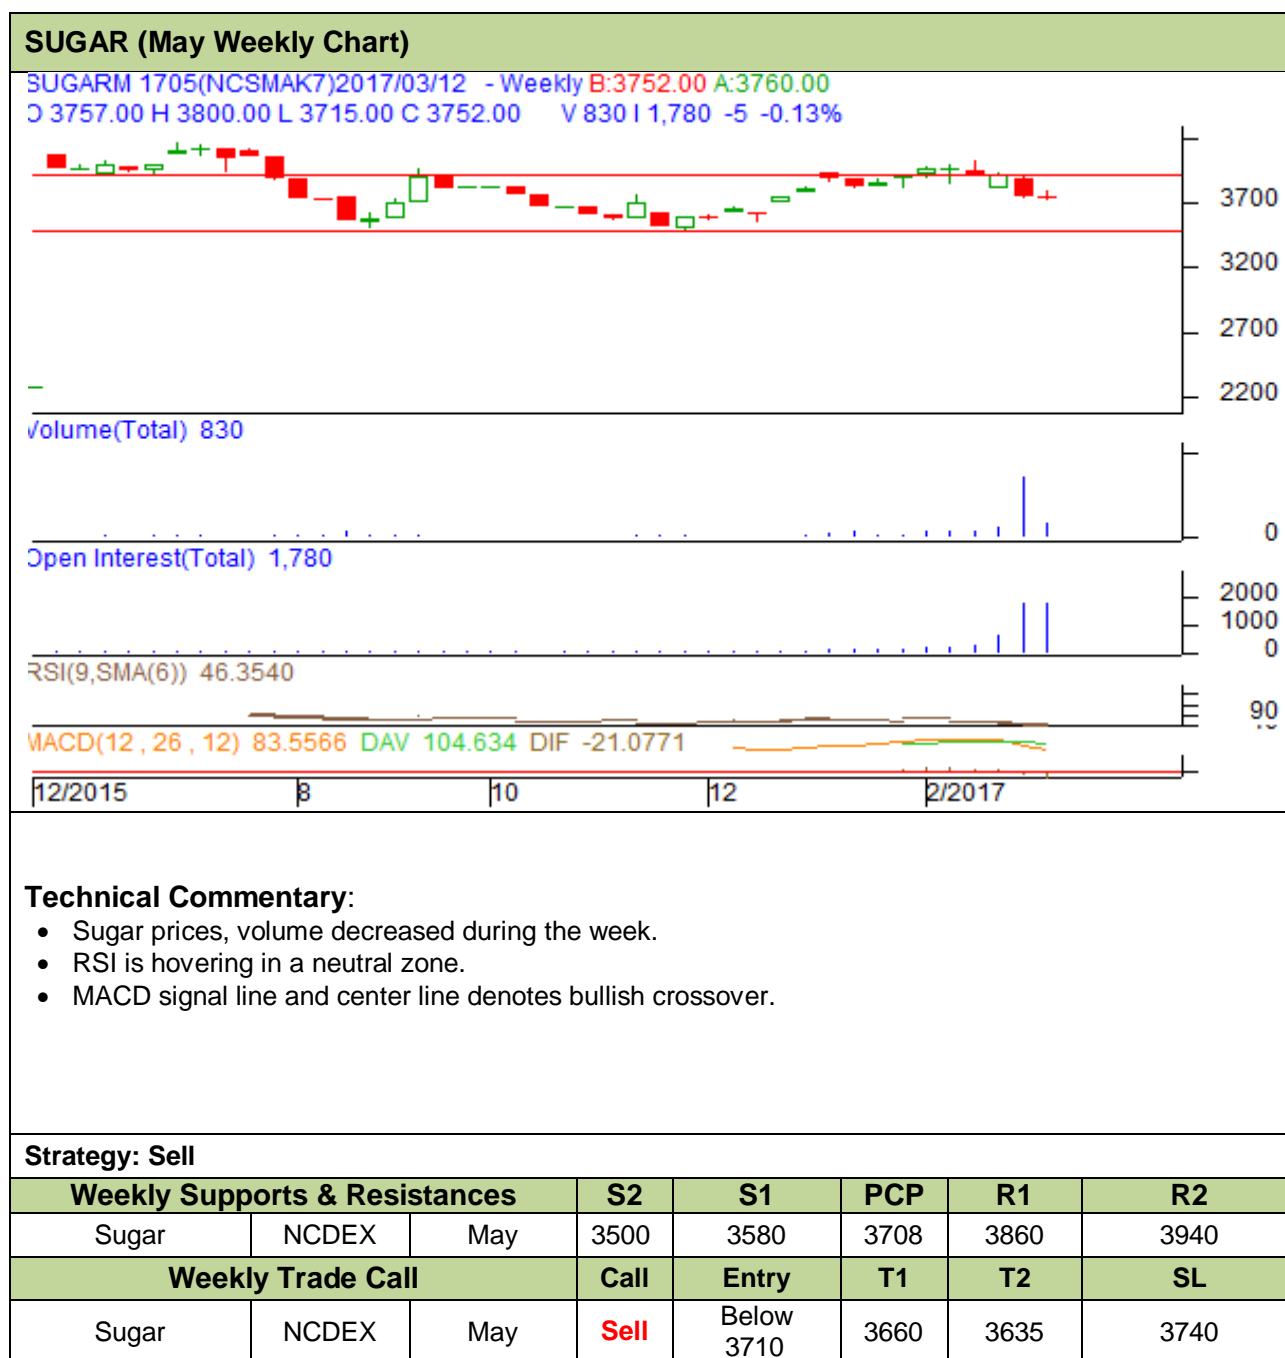 SUGAR (May Weekly Chart)
SUGARM 1705(NCSMAK7)2017/03/12 - Weekly B:3752.00 A:3760.00
O 3757.00 H 3800.00 L 3715.00 C 3752.00 V 830 I 1,780 -5 -0.13%
3700
3200
2700
2200
Volume(Total) 830
0
Open Interest(Total) 1,780
2000
1000
0
RSI(9,SMA(6)) 46.3540
90
MACD(12 , 26 , 12) 83.5566 DAV 104.634 DIF -21.0771
12/2015 8 10 12 2/2017
Technical Commentary:
• Sugar prices, volume decreased during the week.
• RSI is hovering in a neutral zone.
• MACD signal line and center line denotes bullish crossover.
Strategy: Sell
Weekly Supports & Resistances S2 S1 PCP R1 R2
Sugar NCDEX May 3500 3580 3708 3860 3940
Weekly Trade Call Call Entry T1 T2 SL
Sugar NCDEX May Sell Below 3710 3660 3635 3740